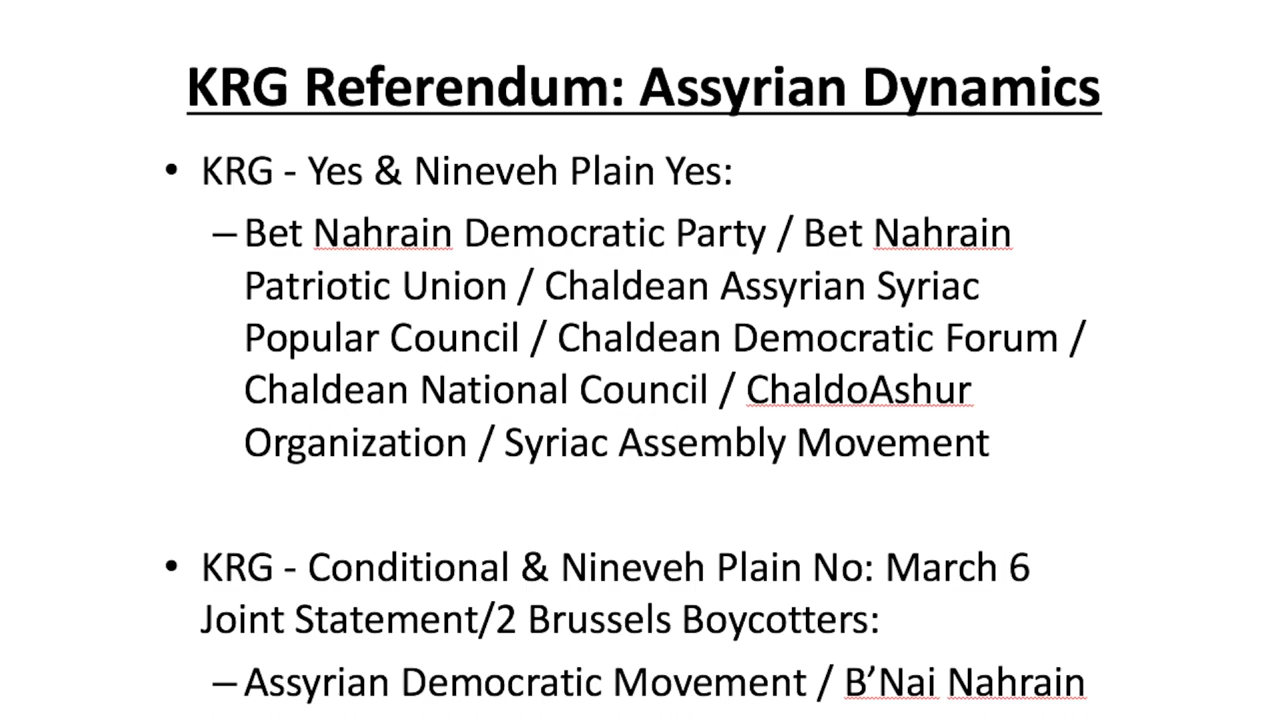 KRG Referendum: Assyrian Dynamics
• KRG - Yes & Nineveh Plain Yes:
– Bet Nahrain Democratic Party / Bet Nahrain
Patriotic Union / Chaldean Assyrian Syriac
Popular Council / Chaldean Democratic Forum /
Chaldean National Council / ChaldoAshur
Organization / Syriac Assembly Movement
• KRG - Conditional & Nineveh Plain No: March 6
Joint Statement/2 Brussels Boycotters:
– Assyrian Democratic Movement / B’Nai Nahrain